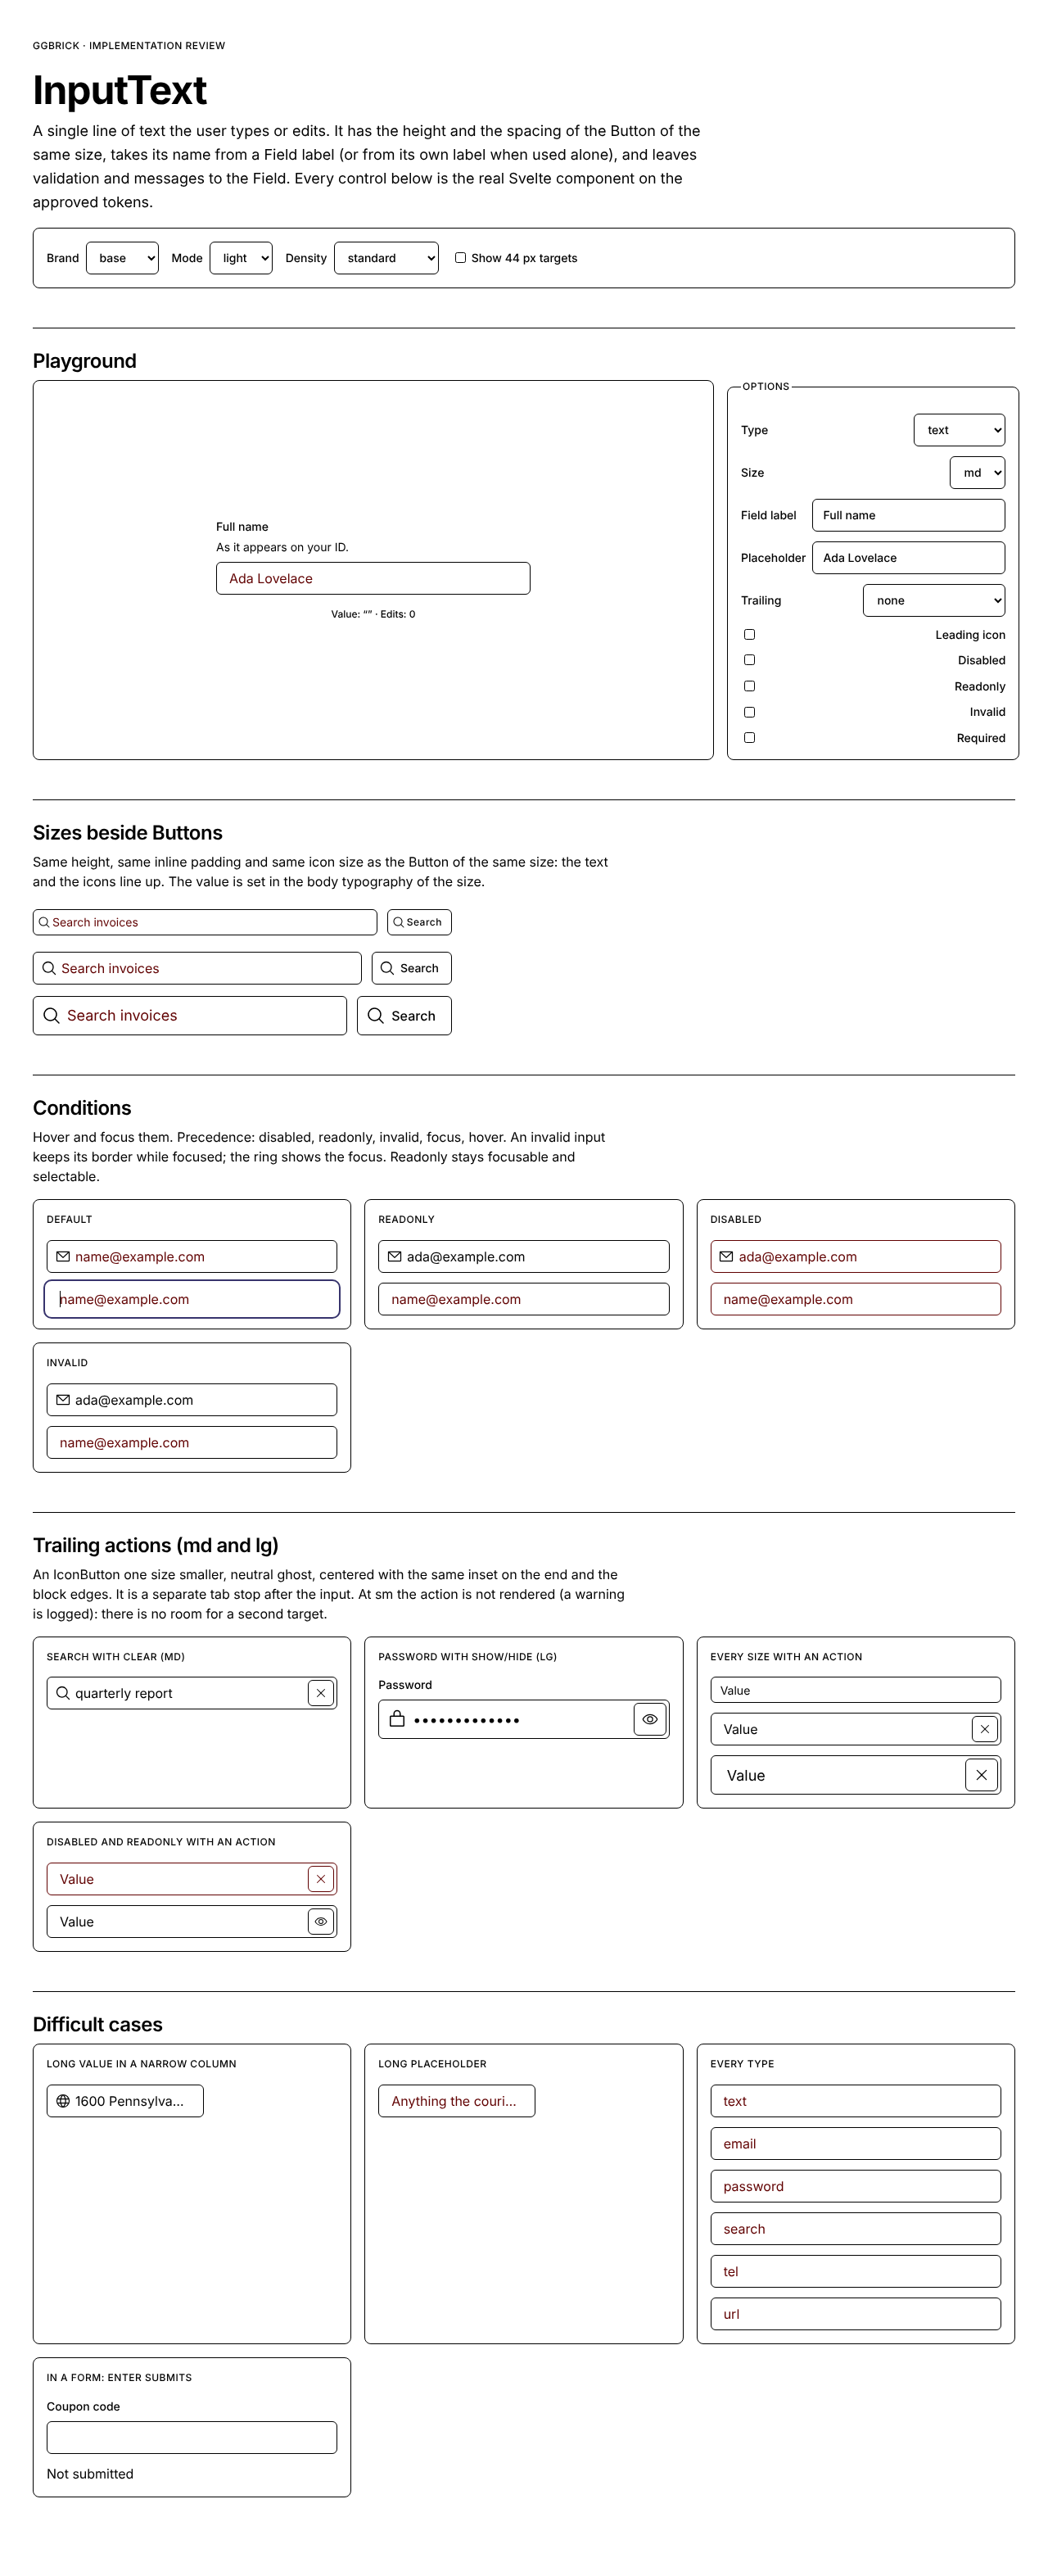 GGBRICK · IMPLEMENTATION REVIEW
InputText
A single line of text the user types or edits. It has the height and the spacing of the Button of the
same size, takes its name from a Field label (or from its own label when used alone), and leaves
validation and messages to the Field. Every control below is the real Svelte component on the
approved tokens.
Brand base Mode light Density standard Show 44 px targets
Playground
Full name
As it appears on your ID.
Ada Lovelace
Value: “” · Edits: 0
OPTIONS
Type text
Size md
Field label Full name
Placeholder Ada Lovelace
Trailing none
Leading icon
Disabled
Readonly
Invalid
Required
Sizes beside Buttons
Same height, same inline padding and same icon size as the Button of the same size: the text
and the icons line up. The value is set in the body typography of the size.
Search invoices Search
Search invoices Search
Search invoices Search
Conditions
Hover and focus them. Precedence: disabled, readonly, invalid, focus, hover. An invalid input
keeps its border while focused; the ring shows the focus. Readonly stays focusable and
selectable.
DEFAULT
name@example.com
name@example.com
READONLY
ada@example.com
name@example.com
DISABLED
ada@example.com
name@example.com
INVALID
ada@example.com
name@example.com
Trailing actions (md and lg)
An IconButton one size smaller, neutral ghost, centered with the same inset on the end and the
block edges. It is a separate tab stop after the input. At sm the action is not rendered (a warning
is logged): there is no room for a second target.
SEARCH WITH CLEAR (MD)
quarterly report
PASSWORD WITH SHOW/HIDE (LG)
Password
•••••••••••••
EVERY SIZE WITH AN ACTION
Value
Value
Value
DISABLED AND READONLY WITH AN ACTION
Value
Value
Difficult cases
LONG VALUE IN A NARROW COLUMN
1600 Pennsylva...
LONG PLACEHOLDER
Anything the couri...
EVERY TYPE
text
email
password
search
tel
url
IN A FORM: ENTER SUBMITS
Coupon code
Not submitted